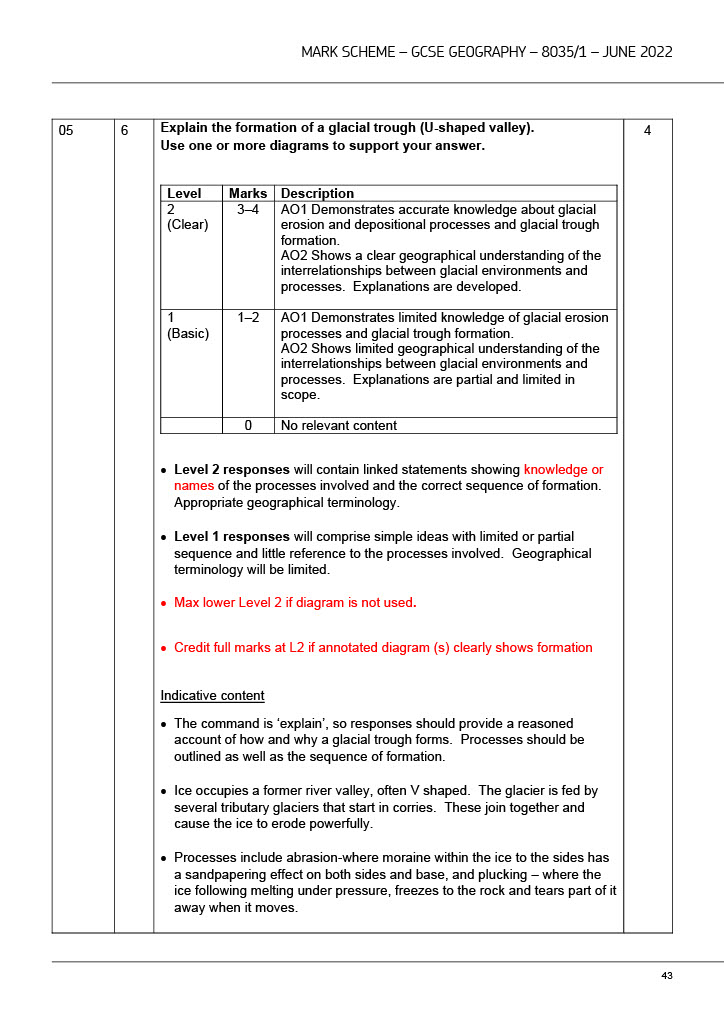 MARK SCHEME – GCSE GEOGRAPHY – 8035/1 – JUNE 2022
05 6 Explain the formation of a glacial trough (U-shaped valley). 4
Use one or more diagrams to support your answer.
Level Marks Description
2 3–4 AO1 Demonstrates accurate knowledge about glacial
(Clear) erosion and depositional processes and glacial trough
formation.
AO2 Shows a clear geographical understanding of the
interrelationships between glacial environments and
processes. Explanations are developed.
1 1–2 AO1 Demonstrates limited knowledge of glacial erosion
(Basic) processes and glacial trough formation.
AO2 Shows limited geographical understanding of the
interrelationships between glacial environments and
processes. Explanations are partial and limited in
scope.
0 No relevant content
• Level 2 responses will contain linked statements showing knowledge or
names of the processes involved and the correct sequence of formation.
Appropriate geographical terminology.
• Level 1 responses will comprise simple ideas with limited or partial
sequence and little reference to the processes involved. Geographical
terminology will be limited.
• Max lower Level 2 if diagram is not used.
• Credit full marks at L2 if annotated diagram (s) clearly shows formation
Indicative content
• The command is ‘explain’, so responses should provide a reasoned
account of how and why a glacial trough forms. Processes should be
outlined as well as the sequence of formation.
• Ice occupies a former river valley, often V shaped. The glacier is fed by
several tributary glaciers that start in corries. These join together and
cause the ice to erode powerfully.
• Processes include abrasion-where moraine within the ice to the sides has
a sandpapering effect on both sides and base, and plucking – where the
ice following melting under pressure, freezes to the rock and tears part of it
away when it moves.
43